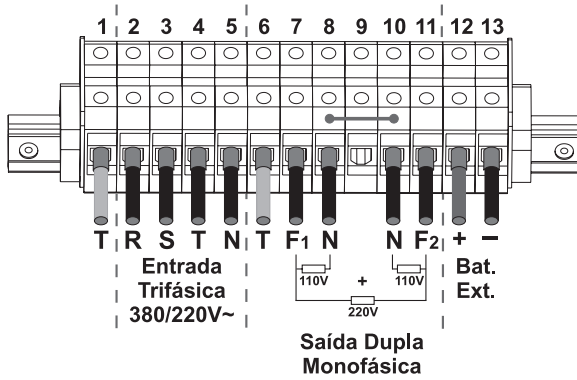 1 2 3 4 5 6 7 8 9 10 11 12 13
T R S T N T F1 N N F2 + −
Entrada
Trifásica
380/220V~
110V + 110V
220V
Bat.
Ext.
Saída Dupla
Monofásica